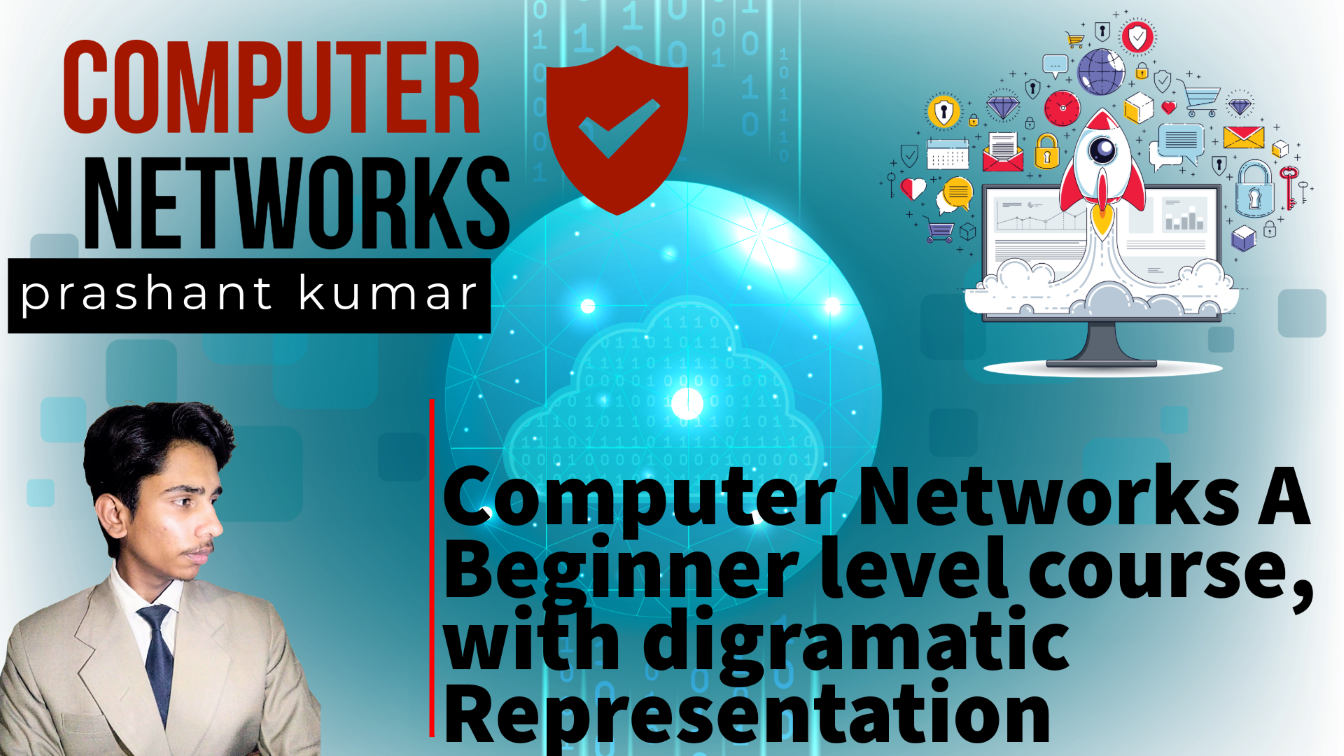 COMPUTER
NETWORKS
prashant kumar
Computer Networks A
Beginner level course,
with digramatic
Representation